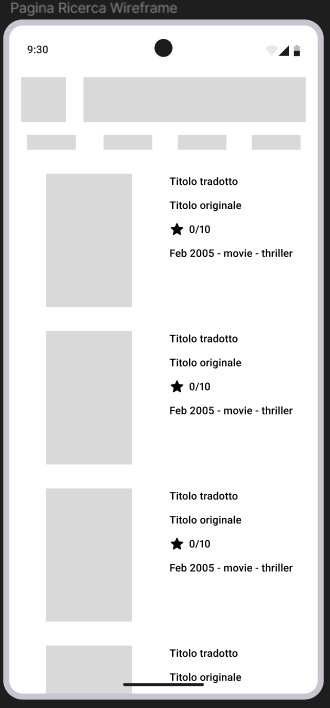 Pagina Ricerca Wireframe
9:30
Titolo tradotto
Titolo originale
0/10
Feb 2005 - movie - thriller
Titolo tradotto
Titolo originale
0/10
Feb 2005 - movie - thriller
Titolo tradotto
Titolo originale
0/10
Feb 2005 - movie - thriller
Titolo tradotto
Titolo originale